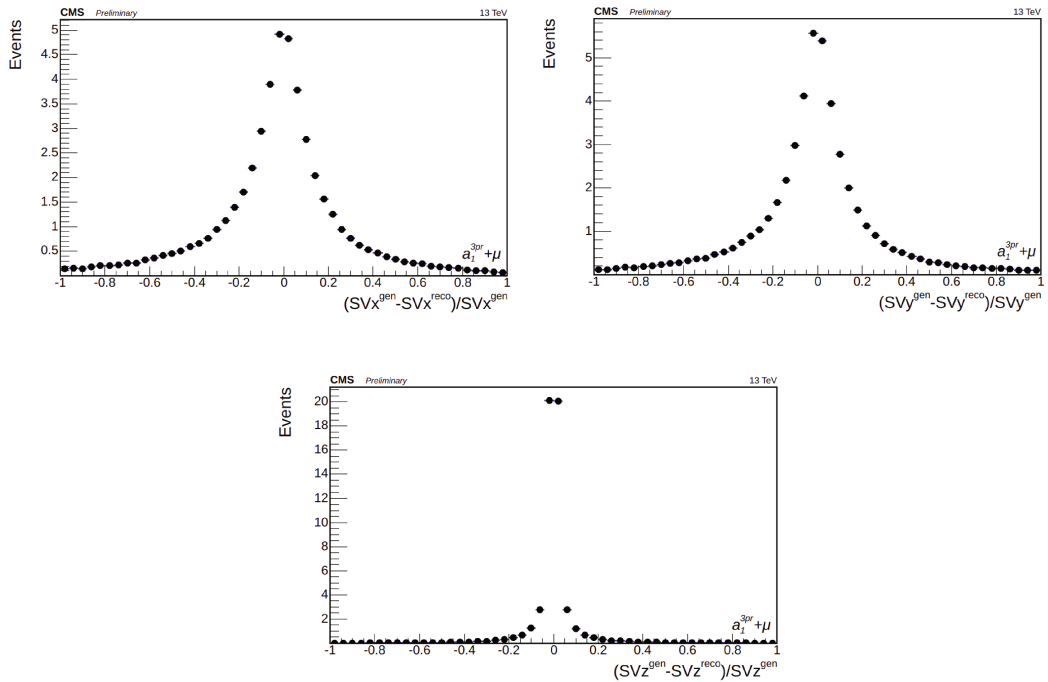 CMS Preliminary 13 TeV
Events
5
4.5
4
3.5
3
2.5
2
1.5
1
0.5
a₁³ᵖʳ+μ
-1 -0.8 -0.6 -0.4 -0.2 0 0.2 0.4 0.6 0.8 1
(SVx^gen-SVx^reco)/SVx^gen
CMS Preliminary 13 TeV
Events
5
4
3
2
1
a₁³ᵖʳ+μ
-1 -0.8 -0.6 -0.4 -0.2 0 0.2 0.4 0.6 0.8 1
(SVy^gen-SVy^reco)/SVy^gen
CMS Preliminary 13 TeV
Events
20
18
16
14
12
10
8
6
4
2
a₁³ᵖʳ+μ
-1 -0.8 -0.6 -0.4 -0.2 0 0.2 0.4 0.6 0.8 1
(SVz^gen-SVz^reco)/SVz^gen